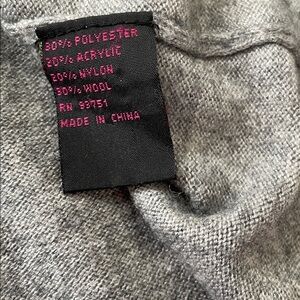 30% POLYESTER
20% ACRYLIC
20% NYLON
30% WOOL
RN 93751
MADE IN CHINA